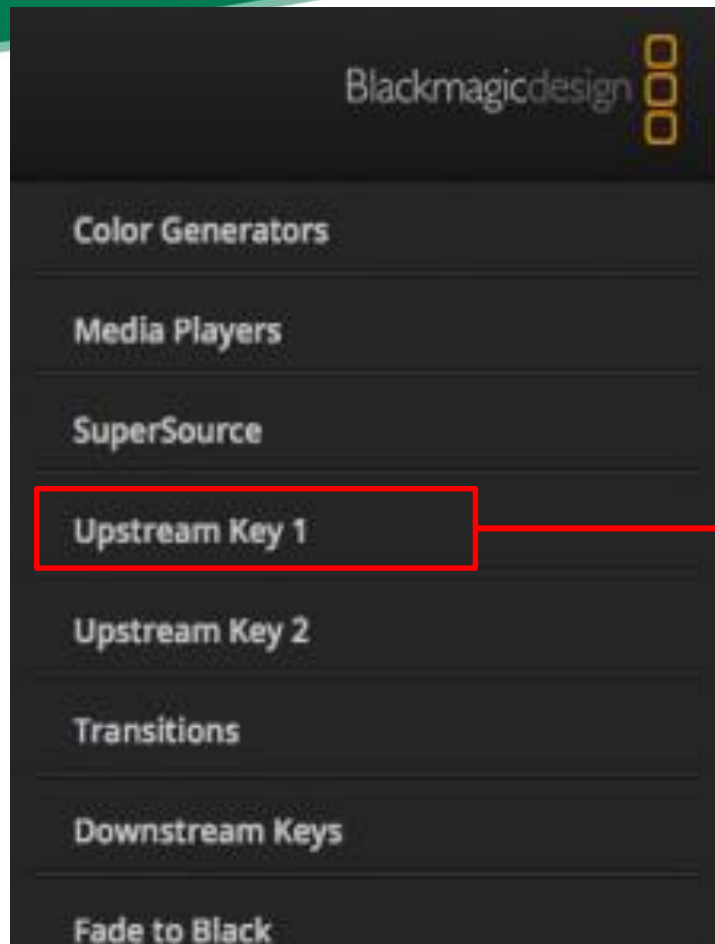 Blackmagicdesign
Color Generators
Media Players
SuperSource
Upstream Key 1
Upstream Key 2
Transitions
Downstream Keys
Fade to Black